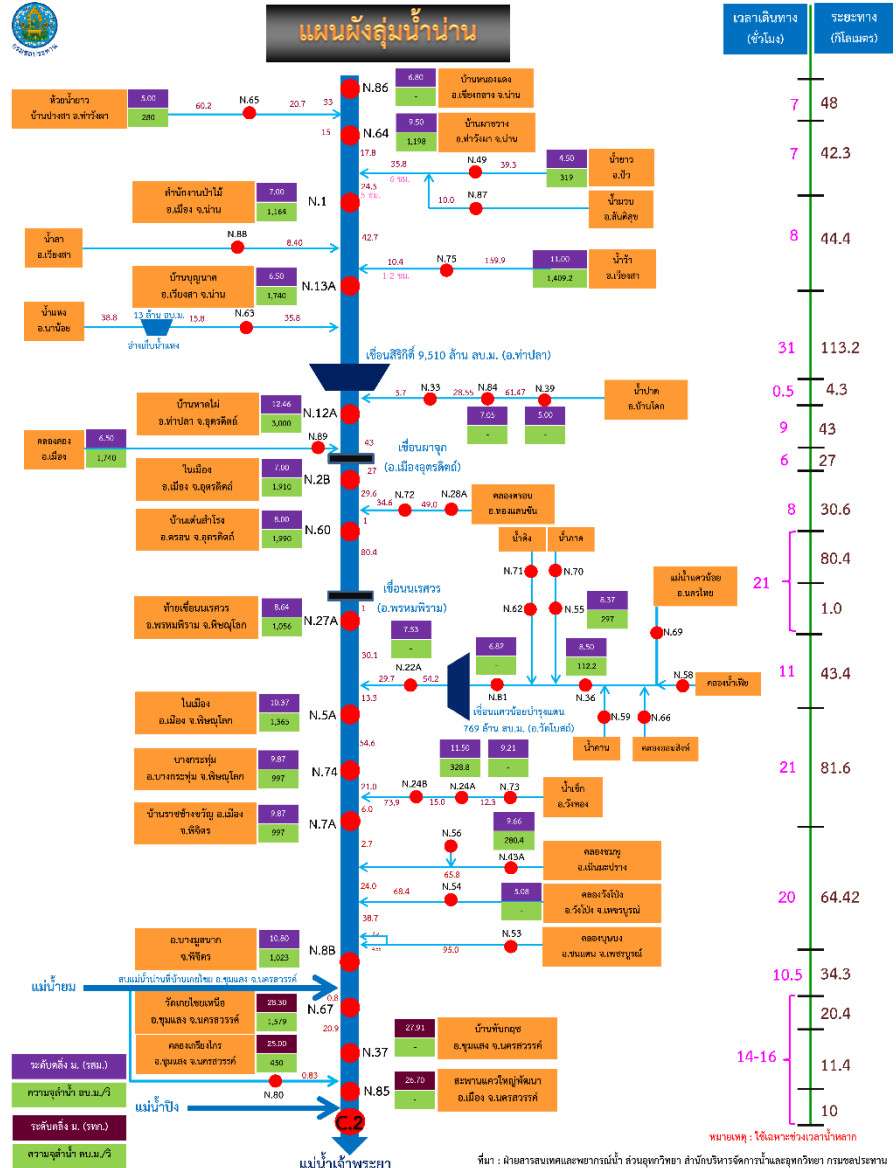 กรมชลประทาน
แผนผังลุ่มน้ำน่าน
เวลาเดินทาง
(ชั่วโมง)
ระยะทาง
(กิโลเมตร)
ห้วยน้ำยาว
บ้านปางสา อ.ท่าวังผา
5.00
280
60.2
N.65
20.7
33
N.86
6.80
-
บ้านหนองแดง
อ.เชียงกลาง จ.น่าน
7
48
15
N.64
9.50
1,198
บ้านผาขวาง
อ.ท่าวังผา จ.น่าน
17.8
35.8
6 ชม.
N.49
39.3
4.50
319
น้ำยาว
อ.ปัว
7
42.3
สำนักงานป่าไม้
อ.เมือง จ.น่าน
7.00
1,164
N.1
24.5
5 ชม.
10.0
N.87
น้ำมวบ
อ.สันติสุข
น้ำสา
อ.เวียงสา
N.88
8.40
42.7
8
44.4
บ้านบุญนาค
อ.เวียงสา จ.น่าน
6.50
1,740
N.13A
10.4
1-2 ชม.
N.75
159.9
11.00
1,409.2
น้ำว้า
อ.เวียงสา
น้ำแหง
อ.นาน้อย
38.8
13 ล้าน ลบ.ม.
15.8
N.63
35.8
อ่างเก็บน้ำแหง
เขื่อนสิริกิติ์ 9,510 ล้าน ลบ.ม. (อ.ท่าปลา)
31
113.2
0.5
4.3
บ้านหาดไผ่
อ.ท่าปลา จ.อุตรดิตถ์
12.46
3,000
N.12A
5.7
N.33
28.55
N.84
61.47
N.39
น้ำปาด
อ.บ้านโคก
7.05
-
5.00
-
9
43
คลองตอง
อ.เมือง
6.50
1,740
N.89
43
เขื่อนผาจุก
(อ.เมืองอุตรดิตถ์)
6
27
ในเมือง
อ.เมือง จ.อุตรดิตถ์
7.00
1,910
N.2B
27
29.6
34.6
N.72
49.0
N.28A
คลองตรอน
อ.ทองแสนขัน
8
30.6
บ้านเด่นสำโรง
อ.ตรอน จ.อุตรดิตถ์
8.00
1,990
N.60
1
80.4
น้ำคิง
น้ำภาค
N.71
N.70
21
80.4
1.0
เขื่อนนเรศวร
(อ.พรหมพิราม)
แม่น้ำแควน้อย
อ.นครไทย
ท้ายเขื่อนนเรศวร
อ.พรหมพิราม จ.พิษณุโลก
8.64
1,056
N.27A
1
N.62
N.55
8.37
297
N.69
30.1
7.53
-
6.82
-
8.50
112.2
11
43.4
29.7
N.22A
54.2
N.B1
N.36
N.58
คลองน้ำเฟี้ย
13.3
เขื่อนแควน้อยบำรุงแดน
769 ล้าน ลบ.ม. (อ.วัดโบสถ์)
N.59
N.66
น้ำคาน
คลองออมสิงห์
ในเมือง
อ.เมือง จ.พิษณุโลก
10.37
1,365
N.5A
54.6
11.50
328.8
9.21
-
21
81.6
บางกระทุ่ม
อ.บางกระทุ่ม จ.พิษณุโลก
9.87
997
N.74
21.0
73.9
N.24B
15.0
N.24A
12.3
N.73
น้ำเข็ก
อ.วังทอง
บ้านราชช้างขวัญ อ.เมือง
จ.พิจิตร
9.87
997
N.7A
6.0
2.7
N.56
9.66
280.4
65.8
N.43A
คลองชมพู
อ.เนินมะปราง
24.0
68.4
N.54
5.08
-
คลองวังโป่ง
อ.วังโป่ง จ.เพชรบูรณ์
20
64.42
38.7
95.0
N.53
คลองบุษบง
อ.ชนแดน จ.เพชรบูรณ์
อ.บางมูลนาก
จ.พิจิตร
10.80
1,023
N.8B
10.5
34.3
แม่น้ำยม
สบแม่น้ำน่านที่บ้านเกยไชย อ.ชุมแสง จ.นครสวรรค์
0.8
วัดเกยไชยเหนือ
อ.ชุมแสง จ.นครสวรรค์
28.30
1,579
N.67
20.9
20.4
คลองเกรียงไกร
อ.ชุมแสง จ.นครสวรรค์
25.00
450
N.37
27.91
-
บ้านทับกฤช
อ.ชุมแสง จ.นครสวรรค์
14-16
11.4
0.83
N.80
N.85
26.70
-
สะพานแควใหญ่พัฒนา
อ.เมือง จ.นครสวรรค์
10
ระดับตลิ่ง ม. (รสม.)
ความจุลำน้ำ ลบ.ม./วิ
แม่น้ำปิง
C.2
ระดับตลิ่ง ม. (รทก.)
ความจุลำน้ำ ลบ.ม./วิ
แม่น้ำเจ้าพระยา
หมายเหตุ : ใช้เฉพาะช่วงเวลาน้ำหลาก
ที่มา : ฝ่ายสารสนเทศและพยากรณ์น้ำ ส่วนอุทกวิทยา สำนักบริหารจัดการน้ำและอุทกวิทยา กรมชลประทาน